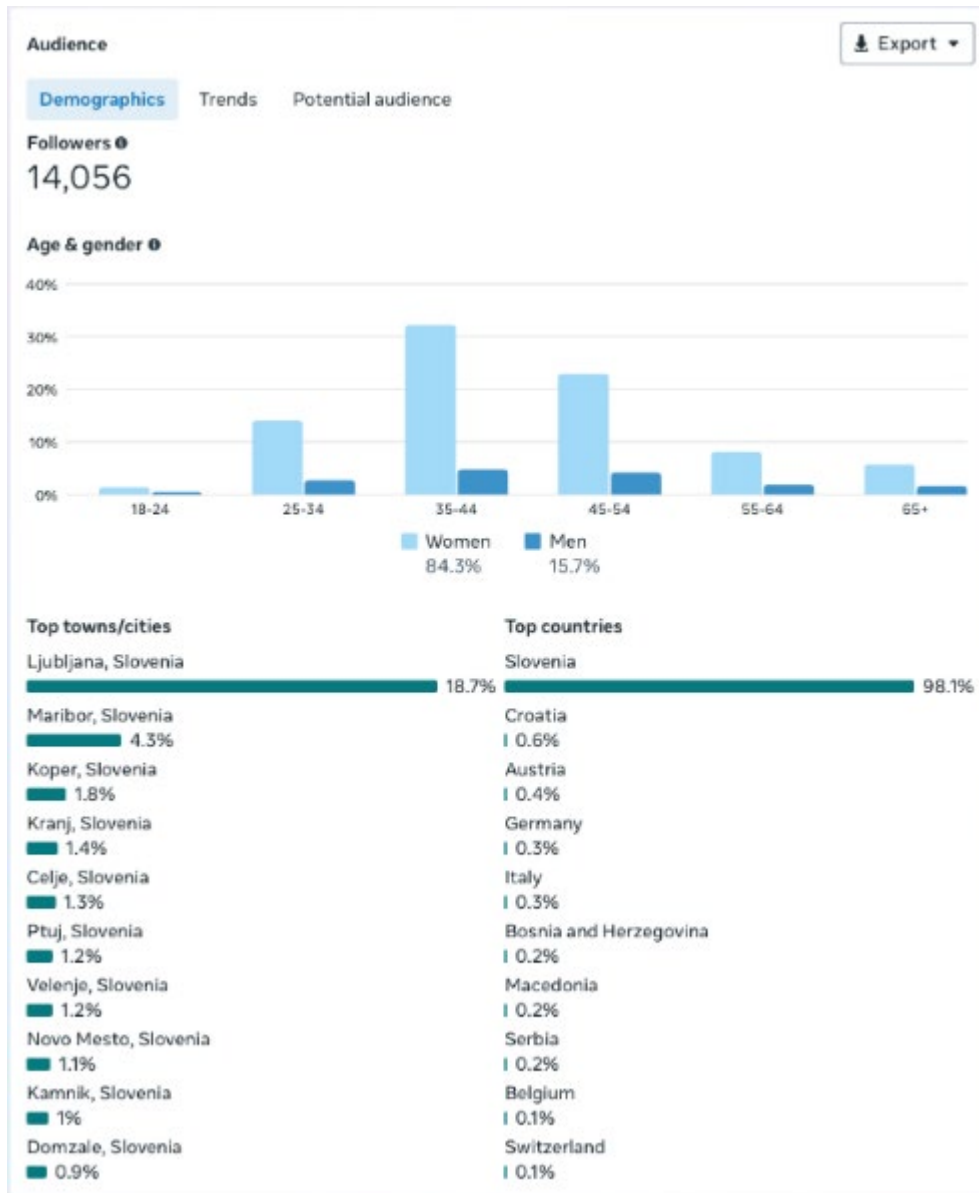 Audience
Export
Demographics Trends Potential audience
Followers
14,056
Age & gender
40%
30%
20%
10%
0%
18-24 25-34 35-44 45-54 55-64 65+
Women Men
84.3% 15.7%
Top towns/cities
Ljubljana, Slovenia
18.7%
Maribor, Slovenia
4.3%
Koper, Slovenia
1.8%
Kranj, Slovenia
1.4%
Celje, Slovenia
1.3%
Ptuj, Slovenia
1.2%
Velenje, Slovenia
1.2%
Novo Mesto, Slovenia
1.1%
Kamnik, Slovenia
1%
Domzale, Slovenia
0.9%
Top countries
Slovenia
98.1%
Croatia
0.6%
Austria
0.4%
Germany
0.3%
Italy
0.3%
Bosnia and Herzegovina
0.2%
Macedonia
0.2%
Serbia
0.2%
Belgium
0.1%
Switzerland
0.1%